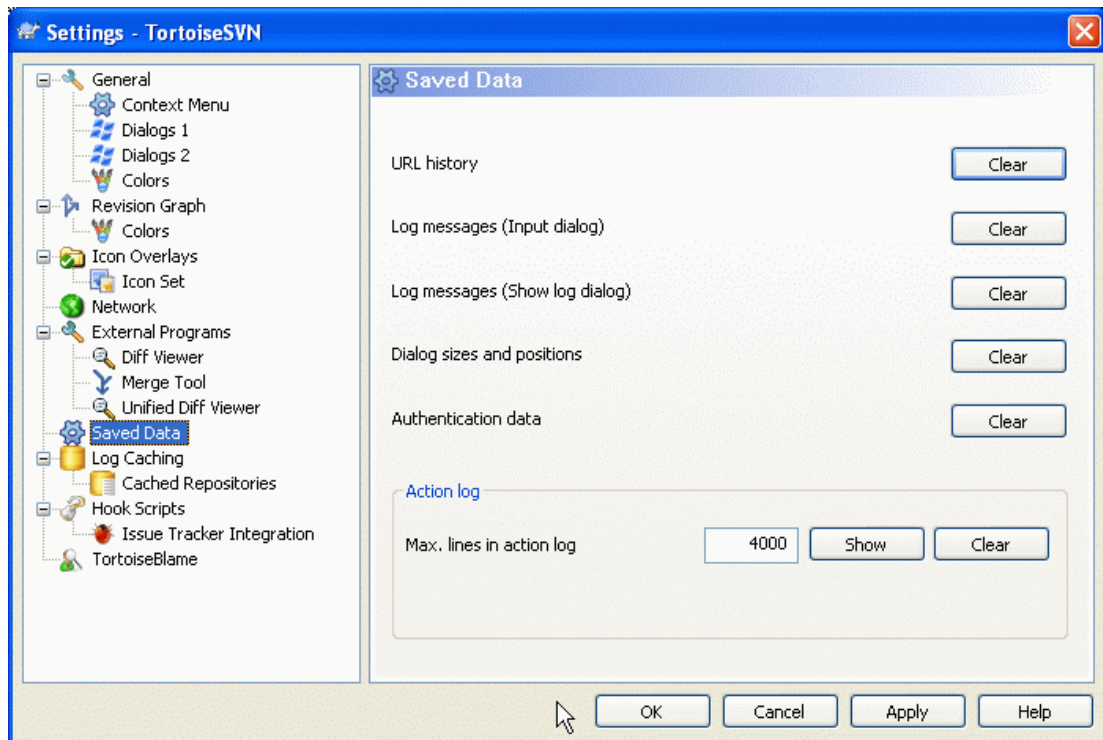 Settings - TortoiseSVN
General
Context Menu
Dialogs 1
Dialogs 2
Colors
Revision Graph
Colors
Icon Overlays
Icon Set
Network
External Programs
Diff Viewer
Merge Tool
Unified Diff Viewer
Saved Data
Log Caching
Cached Repositories
Hook Scripts
Issue Tracker Integration
TortoiseBlame
Saved Data
URL history Clear
Log messages (Input dialog) Clear
Log messages (Show log dialog) Clear
Dialog sizes and positions Clear
Authentication data Clear
Action log
Max. lines in action log 4000 Show Clear
OK Cancel Apply Help